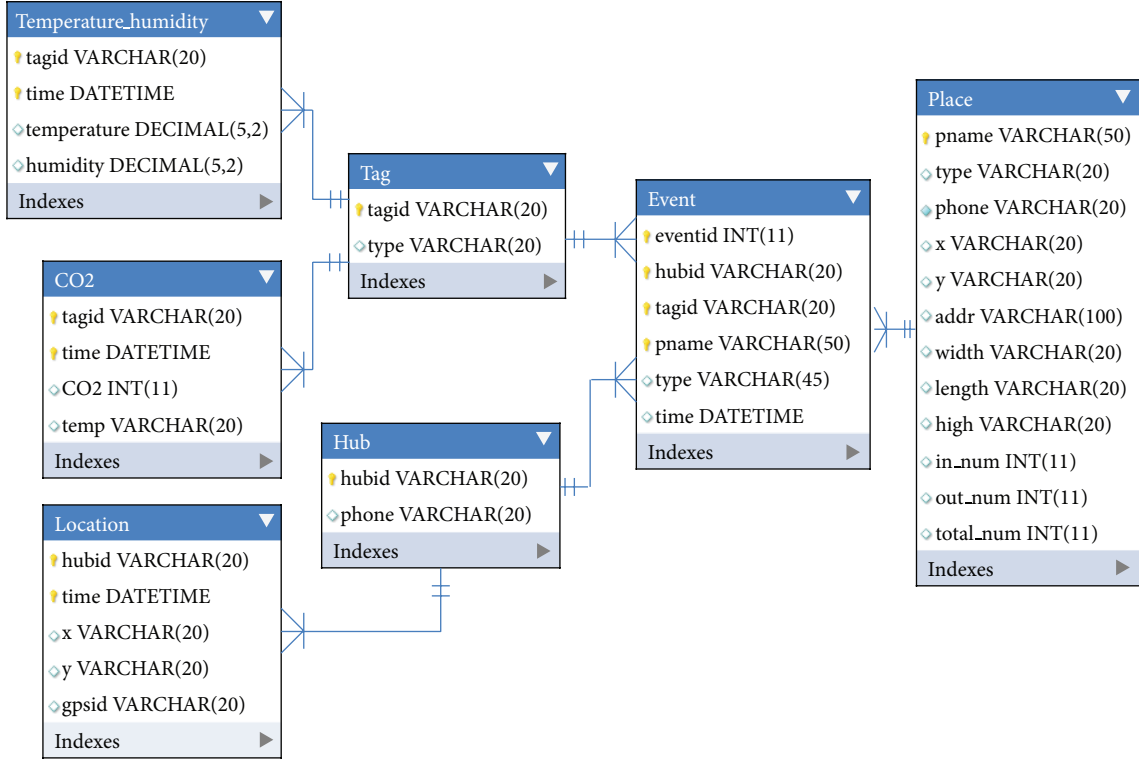 Temperature_humidity
tagid VARCHAR(20)
time DATETIME
temperature DECIMAL(5,2)
humidity DECIMAL(5,2)
Indexes
CO2
tagid VARCHAR(20)
time DATETIME
CO2 INT(11)
temp VARCHAR(20)
Indexes
Location
hubid VARCHAR(20)
time DATETIME
x VARCHAR(20)
y VARCHAR(20)
gpsid VARCHAR(20)
Indexes
Tag
tagid VARCHAR(20)
type VARCHAR(20)
Indexes
Hub
hubid VARCHAR(20)
phone VARCHAR(20)
Indexes
Event
eventid INT(11)
hubid VARCHAR(20)
tagid VARCHAR(20)
pname VARCHAR(50)
type VARCHAR(45)
time DATETIME
Indexes
Place
pname VARCHAR(50)
type VARCHAR(20)
phone VARCHAR(20)
x VARCHAR(20)
y VARCHAR(20)
addr VARCHAR(100)
width VARCHAR(20)
length VARCHAR(20)
high VARCHAR(20)
in_num INT(11)
out_num INT(11)
total_num INT(11)
Indexes